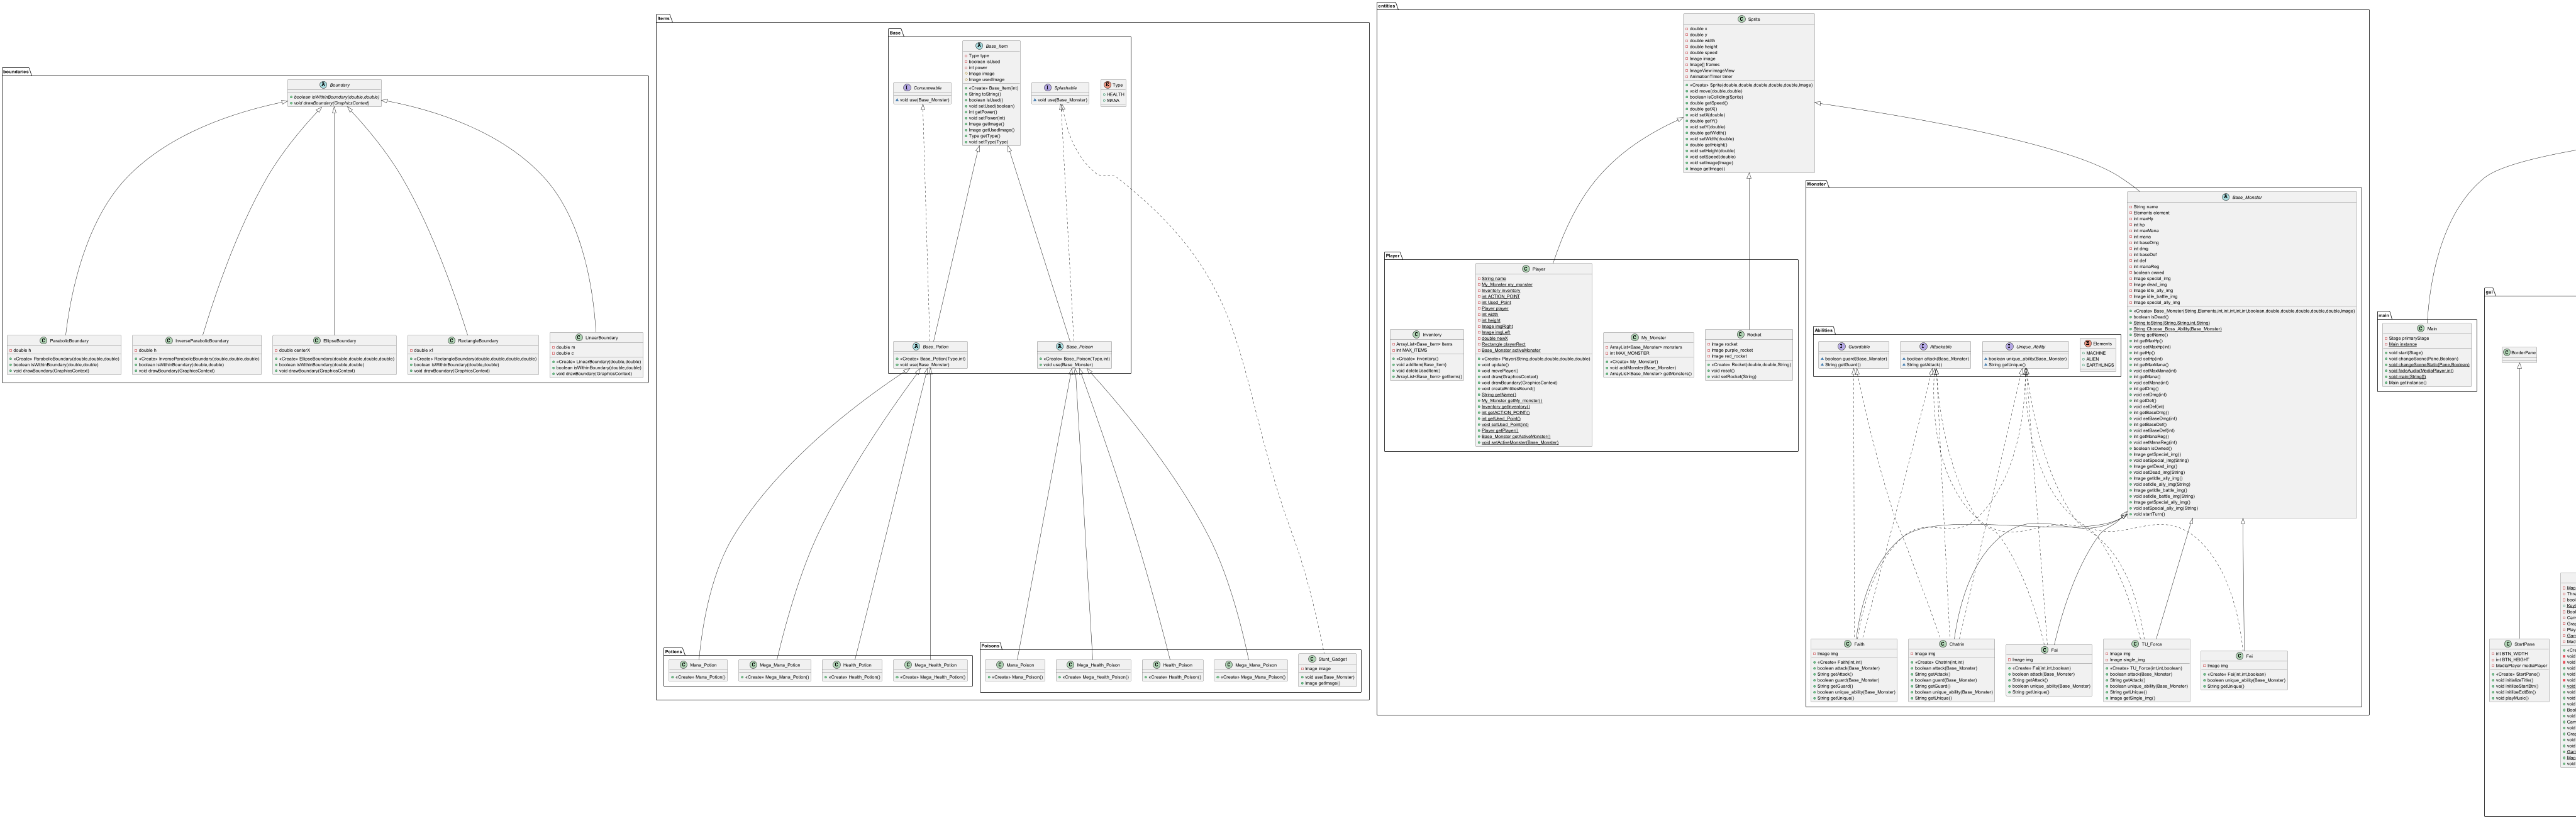 boundaries
Boundary
boolean isWithinBoundary(double,double)
void drawBoundary(GraphicsContext)
ParabolicBoundary
double h
«Create» ParabolicBoundary(double,double,double)
boolean isWithinBoundary(double,double)
void drawBoundary(GraphicsContext)
InverseParabolicBoundary
double h
«Create» InverseParabolicBoundary(double,double,double)
boolean isWithinBoundary(double,double)
void drawBoundary(GraphicsContext)
EllipseBoundary
double centerX
«Create» EllipseBoundary(double,double,double,double)
boolean isWithinBoundary(double,double)
void drawBoundary(GraphicsContext)
RectangleBoundary
double x1
«Create» RectangleBoundary(double,double,double,double)
boolean isWithinBoundary(double,double)
void drawBoundary(GraphicsContext)
LinearBoundary
double m
double c
«Create» LinearBoundary(double,double)
boolean isWithinBoundary(double,double)
void drawBoundary(GraphicsContext)
Items
Base
Consumeable
void use(Base_Monster)
Base_Item
Type type
boolean isUsed
int power
Image image
Image usedImage
«Create» Base_Item(int)
String toString()
boolean isUsed()
void setUsed(boolean)
int getPower()
void setPower(int)
Image getImage()
Image getUsedImage()
Type getType()
void setType(Type)
Splashable
void use(Base_Monster)
Type
HEALTH
MANA
Base_Potion
«Create» Base_Potion(Type,int)
void use(Base_Monster)
Base_Poison
«Create» Base_Poison(Type,int)
void use(Base_Monster)
Potions
Mana_Potion
«Create» Mana_Potion()
Mega_Mana_Potion
«Create» Mega_Mana_Potion()
Health_Potion
«Create» Health_Potion()
Mega_Health_Potion
«Create» Mega_Health_Potion()
Poisons
Mana_Poison
«Create» Mana_Poison()
Mega_Health_Poison
«Create» Mega_Health_Poison()
Health_Poison
«Create» Health_Poison()
Mega_Mana_Poison
«Create» Mega_Mana_Poison()
Stunt_Gadget
Image image
void use(Base_Monster)
Image getImage()
entities
Sprite
double x
double y
double width
double height
double speed
Image image
Image[] frames
ImageView imageView
AnimationTimer timer
«Create» Sprite(double,double,double,double,double,Image)
void move(double,double)
boolean isColliding(Sprite)
double getSpeed()
double getX()
void setX(double)
double getY()
void setY(double)
double getWidth()
void setWidth(double)
double getHeight()
void setHeight(double)
void setSpeed(double)
void setImage(Image)
Image getImage()
Player
Inventory
ArrayList<Base_Item> items
int MAX_ITEMS
«Create» Inventory()
void addItem(Base_Item)
void deleteUsedItem()
ArrayList<Base_Item> getItems()
Player
String name
My_Monster my_monster
Inventory inventory
int ACTION_POINT
int Used_Point
Player player
int width
int height
Image imgRight
Image imgLeft
double newX
Rectangle playerRect
Base_Monster activeMonster
«Create» Player(String,double,double,double,double)
void update()
void movePlayer()
void draw(GraphicsContext)
void drawBoundary(GraphicsContext)
void createEntitiesBound()
String getName()
My_Monster getMy_monster()
Inventory getInventory()
int getACTION_POINT()
int getUsed_Point()
void setUsed_Point(int)
Player getPlayer()
Base_Monster getActiveMonster()
void setActiveMonster(Base_Monster)
My_Monster
ArrayList<Base_Monster> monsters
int MAX_MONSTER
«Create» My_Monster()
void addMonster(Base_Monster)
ArrayList<Base_Monster> getMonsters()
Rocket
Image rocket
Image purple_rocket
Image red_rocket
«Create» Rocket(double,double,String)
void reset()
void setRocket(String)
Monster
Base_Monster
String name
Elements element
int maxHp
int hp
int maxMana
int mana
int baseDmg
int dmg
int baseDef
int def
int manaReg
boolean owned
Image special_img
Image dead_img
Image idle_ally_img
Image idle_battle_img
Image special_ally_img
«Create» Base_Monster(String,Elements,int,int,int,int,int,boolean,double,double,double,double,double,Image)
boolean isDead()
String toString(String,String,int,String)
String Choose_Boss_Ability(Base_Monster)
String getName()
int getMaxHp()
void setMaxHp(int)
int getHp()
void setHp(int)
int getMaxMana()
void setMaxMana(int)
int getMana()
void setMana(int)
int getDmg()
void setDmg(int)
int getDef()
void setDef(int)
int getBaseDmg()
void setBaseDmg(int)
int getBaseDef()
void setBaseDef(int)
int getManaReg()
void setManaReg(int)
boolean isOwned()
Image getSpecial_img()
void setSpecial_img(String)
Image getDead_img()
void setDead_img(String)
Image getIdle_ally_img()
void setIdle_ally_img(String)
Image getIdle_battle_img()
void setIdle_battle_img(String)
Image getSpecial_ally_img()
void setSpecial_ally_img(String)
void startTurn()
Abilities
Guardable
boolean guard(Base_Monster)
String getGuard()
Attackable
boolean attack(Base_Monster)
String getAttack()
Unique_Ability
boolean unique_ability(Base_Monster)
String getUnique()
Elements
MACHINE
ALIEN
EARTHLINGS
Faith
Image img
«Create» Faith(int,int)
boolean attack(Base_Monster)
String getAttack()
boolean guard(Base_Monster)
String getGuard()
boolean unique_ability(Base_Monster)
String getUnique()
Chatrin
Image img
«Create» Chatrin(int,int)
String getAttack()
boolean attack(Base_Monster)
boolean guard(Base_Monster)
String getGuard()
boolean unique_ability(Base_Monster)
String getUnique()
Image img
boolean attack(Base_Monster)
String getAttack()
boolean unique_ability(Base_Monster)
String getUnique()
TU_Force
Image img
Image single_img
«Create» TU_Force(int,int,boolean)
boolean attack(Base_Monster)
String getAttack()
boolean unique_ability(Base_Monster)
String getUnique()
Image getSingle_img()
Image img
boolean unique_ability(Base_Monster)
String getUnique()
main
Main
Stage primaryStage
Main instance
void start(Stage)
void changeScene(Pane,Boolean)
void changeSceneStatic(Pane,Boolean)
void fadeAudio(MediaPlayer,int)
void main(String[])
Main getInstance()
gui
BorderPane
StartPane
int BTN_WIDTH
int BTN_HEIGHT
MediaPlayer mediaPlayer
«Create» StartPane()
void initializeTitle()
void initilizeStartBtn()
void initilizeExitBtn()
void playMusic()